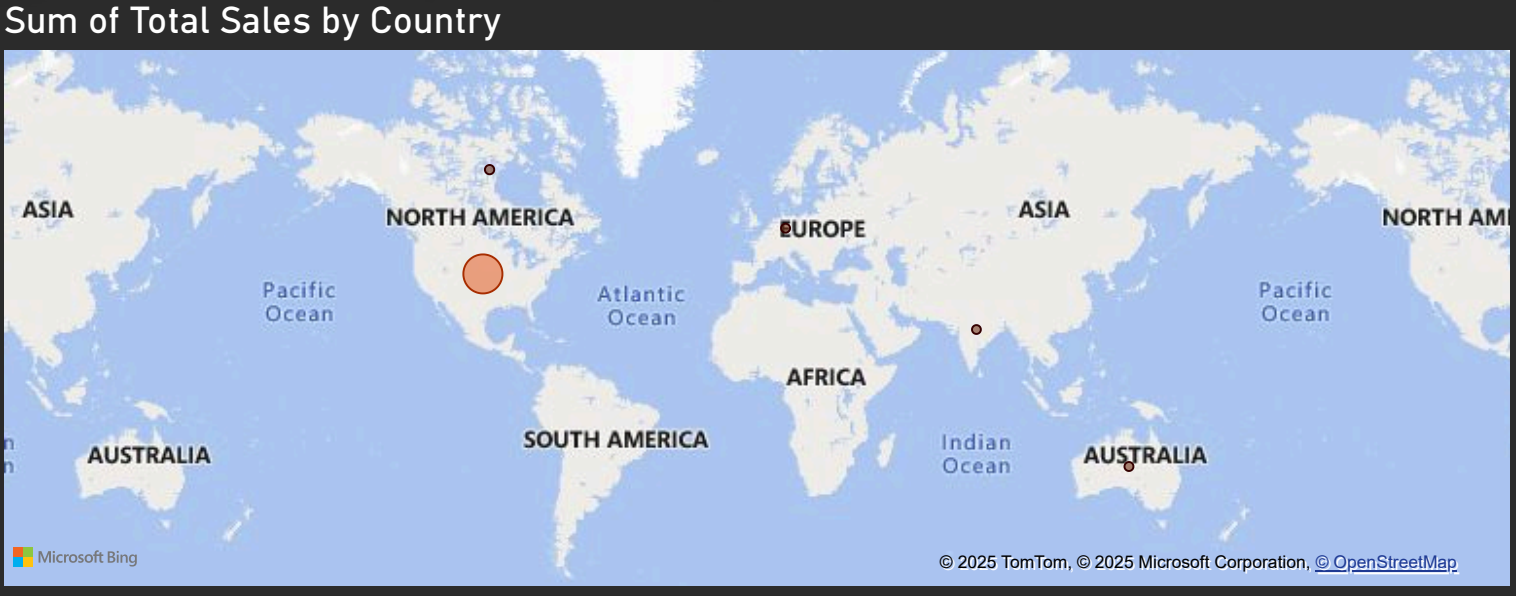 Sum of Total Sales by Country
ASIA
NORTH AMERICA
EUROPE
ASIA
NORTH AM
Pacific
Ocean
Atlantic
Ocean
Pacific
Ocean
AFRICA
AUSTRALIA
SOUTH AMERICA
Indian
Ocean
AUSTRALIA
n
n
Microsoft Bing
© 2025 TomTom, © 2025 Microsoft Corporation, © OpenStreetMap